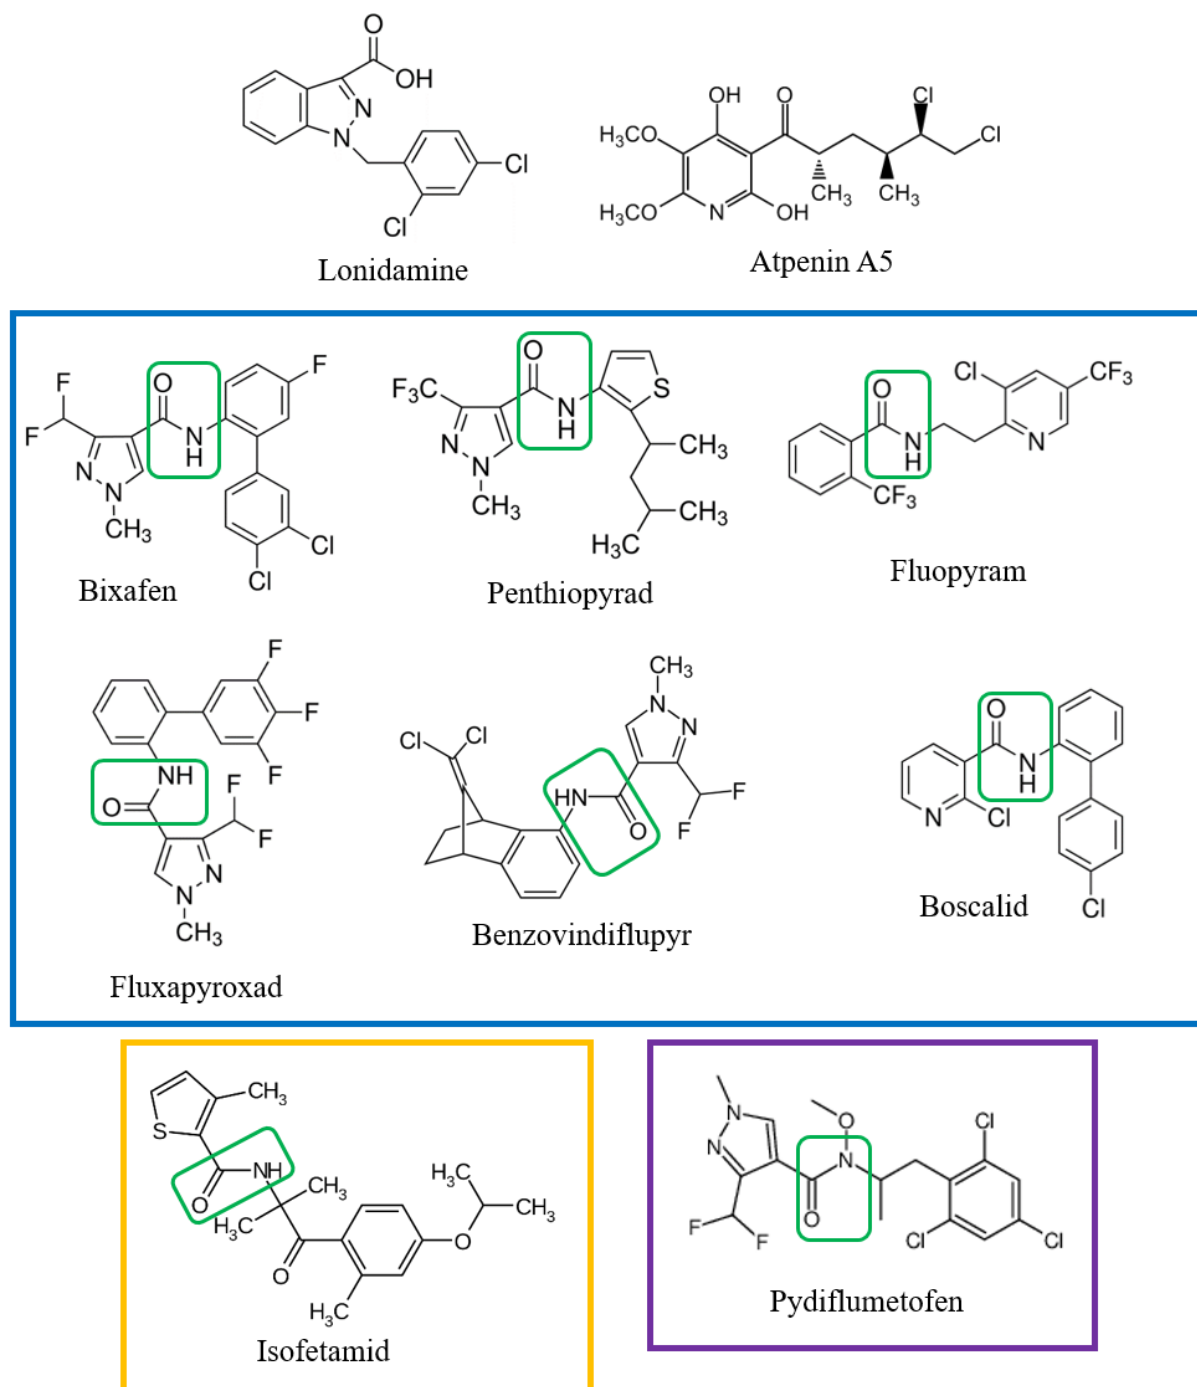 O
OH
N
N
Cl
Cl
Lonidamine
OH
O
Cl
Cl
H₃CO
H₃CO
N
OH
CH₃
CH₃
Atpenin A5
F
F
O
N
H
F
N
N
CH₃
Cl
Cl
Bixafen
F₃C
O
N
H
S
N
N
CH₃
CH₃
CH₃
H₃C
Penthiopyrad
O
N
H
CF₃
Cl
CF₃
N
Fluopyram
F
F
F
NH
O
F
F
N
N
CH₃
Fluxapyroxad
CH₃
N
N
Cl
Cl
HN
O
F
F
Benzovindiflupyr
O
N
H
N
Cl
Cl
Boscalid
S
CH₃
NH
O
CH₃
H₃C
O
H₃C
O
H₃C
CH₃
Isofetamid
N
N
O
N
O
F
F
Cl
Cl
Cl
Pydiflumetofen